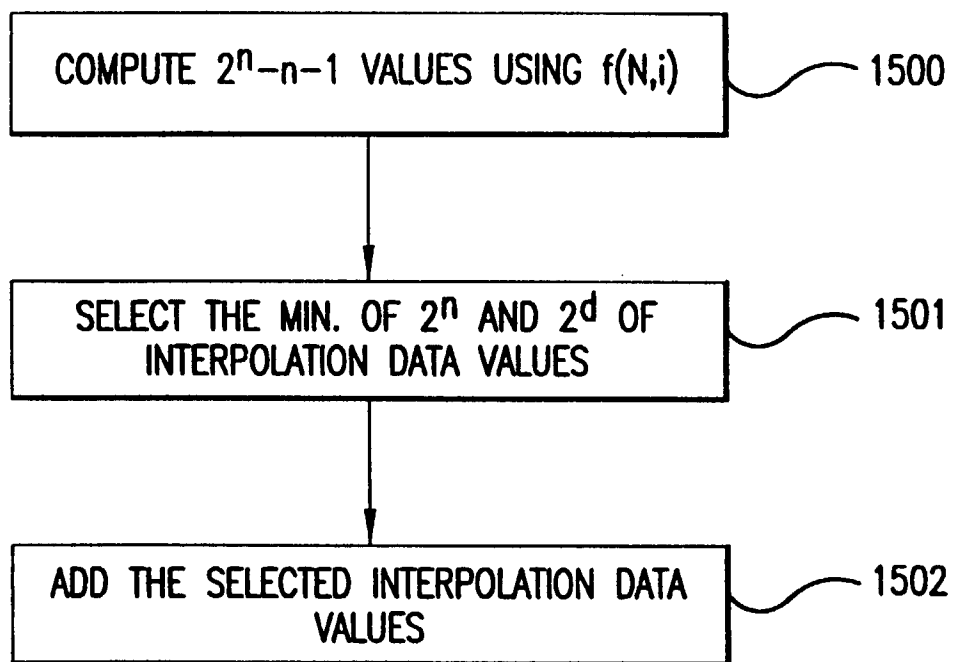 COMPUTE 2ⁿ-n-1 VALUES USING f(N,i)
1500
SELECT THE MIN. OF 2ⁿ AND 2ᵈ OF
INTERPOLATION DATA VALUES
1501
ADD THE SELECTED INTERPOLATION DATA
VALUES
1502